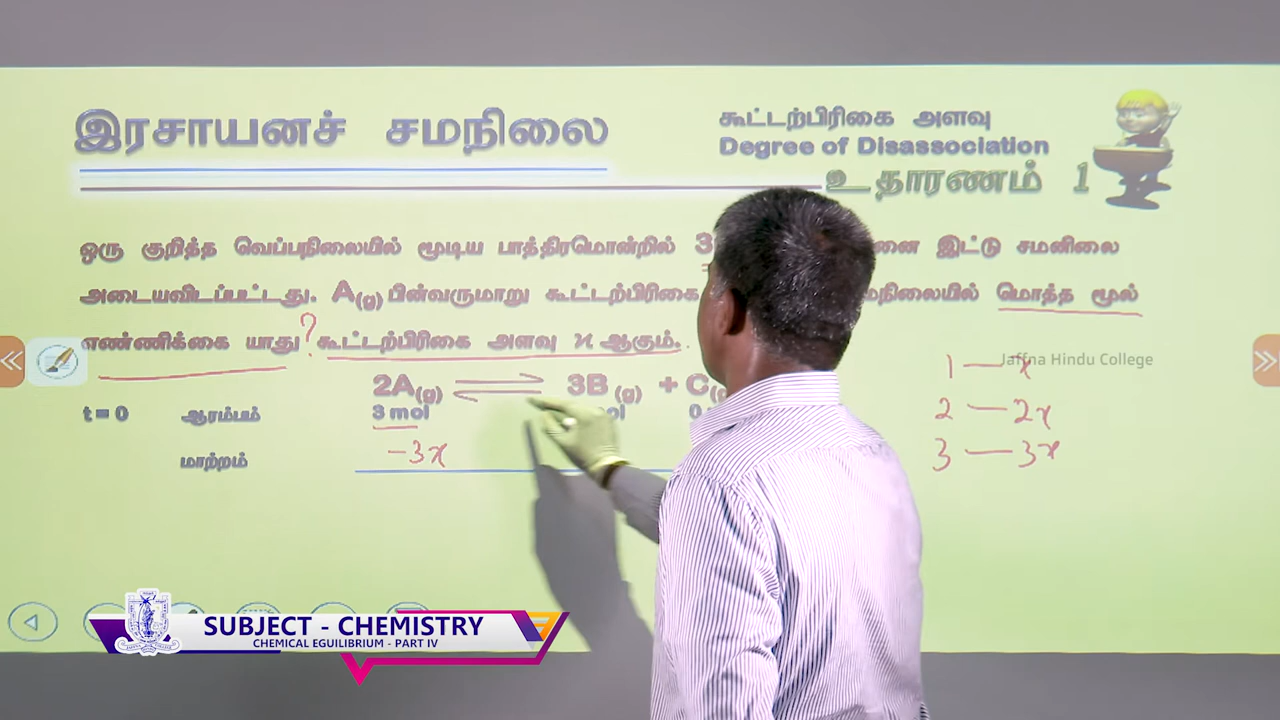 இரசாயனச் சமநிலை
கூட்டற்பிரிகை அளவு
Degree of Disassociation
உதாரணம் 1
ஒரு குறித்த வெப்பநிலையில் மூடிய பாத்திரமொன்றில் 3 இட்டு சமனிலை
அடையவிடப்பட்டது. A(g) பின்வருமாறு கூட்டற்பிரிகை மொத்த மூல்
எண்ணிக்கை யாது? கூட்டற்பிரிகை அளவு x ஆகும்.
Jaffna Hindu College
2A(g) ⇌ 3B (g) + C
t = 0 ஆரம்பம் 3 mol 0
மாற்றம் -3x
1 — x
2 — 2x
3 — 3x
SUBJECT - CHEMISTRY
CHEMICAL EGUILIBRIUM - PART IV